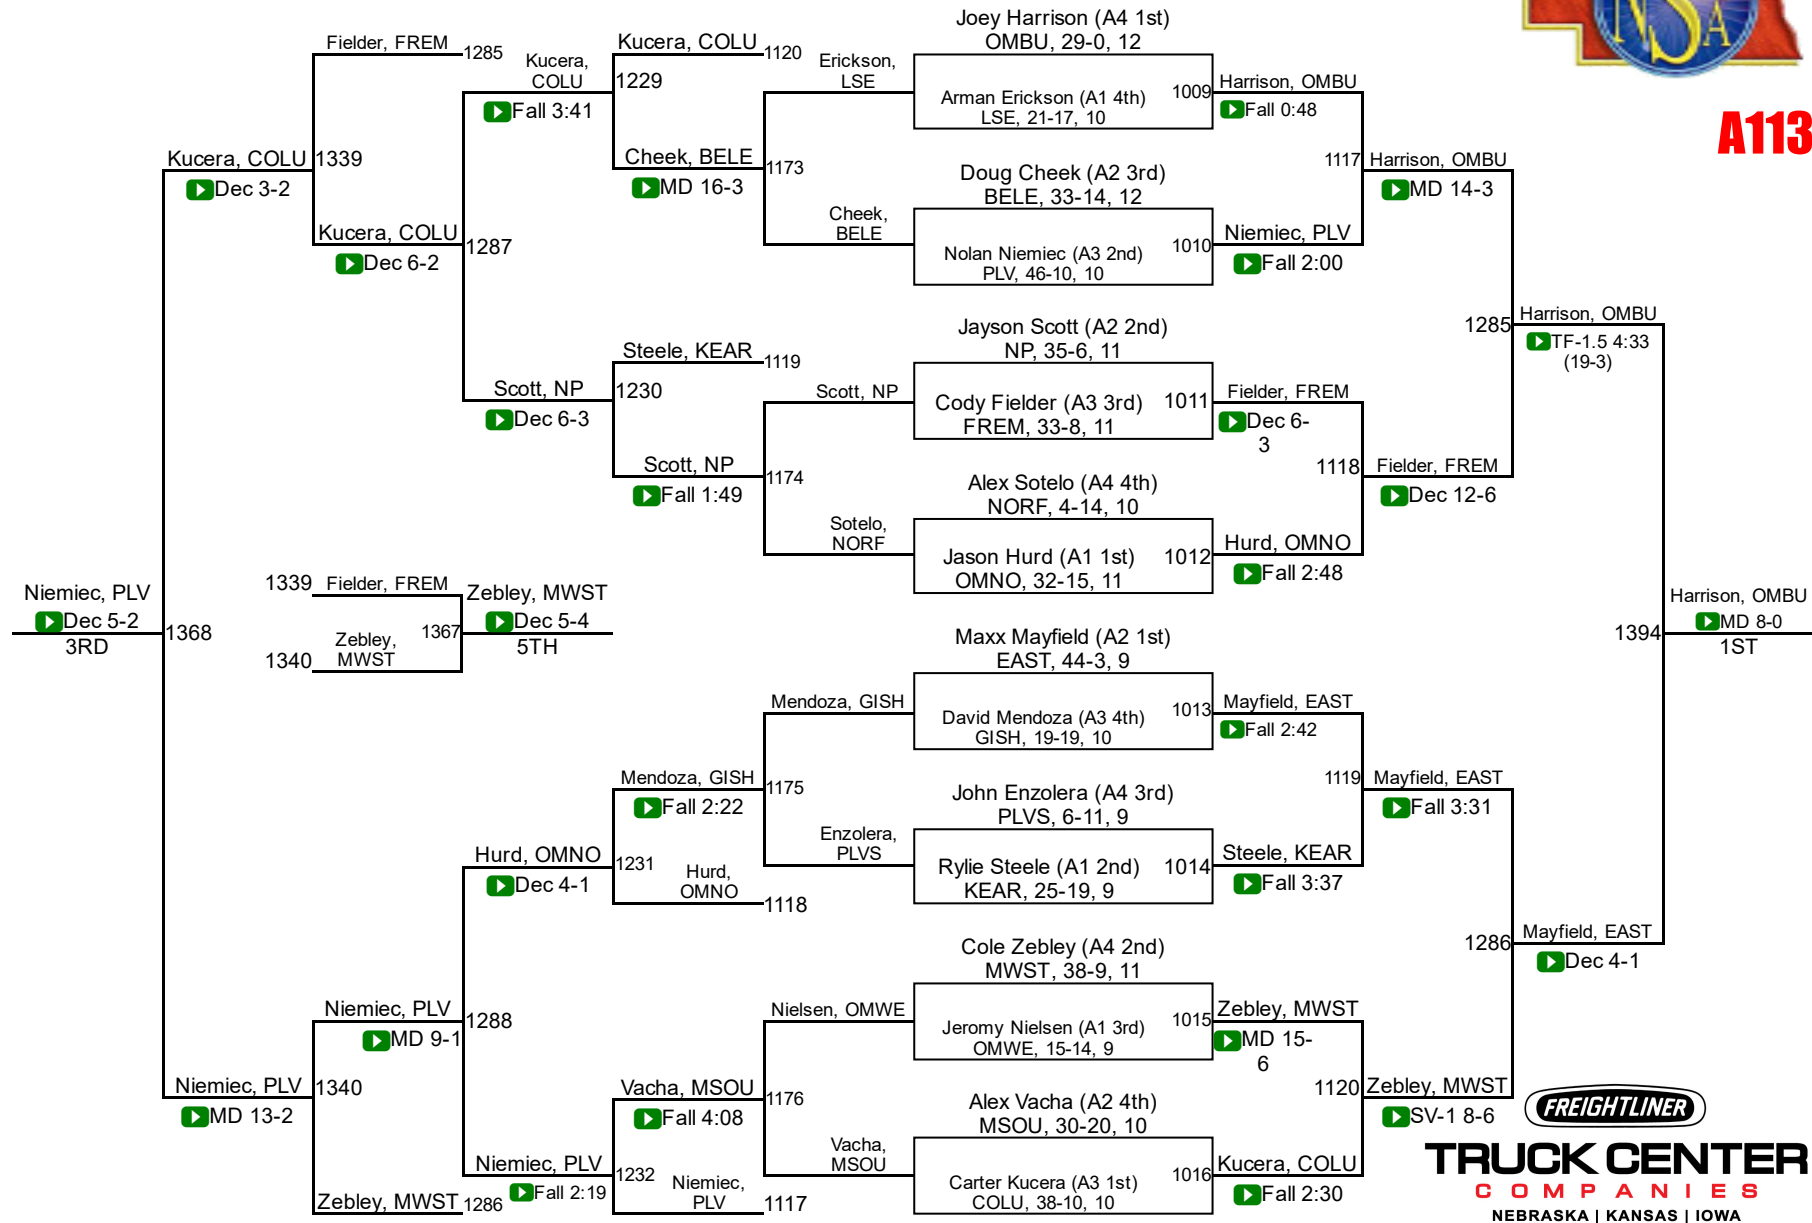 NSA
A113
Joey Harrison (A4 1st)
OMBU, 29-0, 12
Arman Erickson (A1 4th)
LSE, 21-17, 10
1009
Doug Cheek (A2 3rd)
BELE, 33-14, 12
Nolan Niemiec (A3 2nd)
PLV, 46-10, 10
1010
Jayson Scott (A2 2nd)
NP, 35-6, 11
Cody Fielder (A3 3rd)
FREM, 33-8, 11
1011
Alex Sotelo (A4 4th)
NORF, 4-14, 10
Jason Hurd (A1 1st)
OMNO, 32-15, 11
1012
Maxx Mayfield (A2 1st)
EAST, 44-3, 9
David Mendoza (A3 4th)
GISH, 19-19, 10
1013
John Enzolera (A4 3rd)
PLVS, 6-11, 9
Rylie Steele (A1 2nd)
KEAR, 25-19, 9
1014
Cole Zebley (A4 2nd)
MWST, 38-9, 11
Jeromy Nielsen (A1 3rd)
OMWE, 15-14, 9
1015
Alex Vacha (A2 4th)
MSOU, 30-20, 10
Carter Kucera (A3 1st)
COLU, 38-10, 10
1016
Harrison, OMBU
Fall 0:48
Niemiec, PLV
Fall 2:00
Fielder, FREM
Dec 6-
3
Hurd, OMNO
Fall 2:48
Mayfield, EAST
Fall 2:42
Steele, KEAR
Fall 3:37
Zebley, MWST
MD 15-
6
Kucera, COLU
Fall 2:30
1117
Harrison, OMBU
MD 14-3
1118
Fielder, FREM
Dec 12-6
1119
Mayfield, EAST
Fall 3:31
1120
Zebley, MWST
SV-1 8-6
1285
Harrison, OMBU
TF-1.5 4:33
(19-3)
1286
Mayfield, EAST
Dec 4-1
1394
Harrison, OMBU
MD 8-0
1ST
Erickson,
LSE
Cheek,
BELE
Scott, NP
Sotelo,
NORF
Mendoza, GISH
Enzolera,
PLVS
Nielsen, OMWE
Vacha,
MSOU
Kucera, COLU
1120
1173
Cheek, BELE
MD 16-3
Steele, KEAR
1119
1174
Scott, NP
Fall 1:49
1175
Mendoza, GISH
Fall 2:22
Hurd,
OMNO
1118
1176
Vacha, MSOU
Fall 4:08
Niemiec,
PLV
1117
Kucera,
COLU
1229
Fall 3:41
Scott, NP
1230
Dec 6-3
Hurd, OMNO
1231
Dec 4-1
Niemiec, PLV
1232
Fall 2:19
Fielder, FREM
1285
Kucera, COLU
1287
Dec 6-2
Niemiec, PLV
1288
MD 9-1
Zebley, MWST
1286
Kucera, COLU
1339
Dec 3-2
Niemiec, PLV
1340
MD 13-2
Niemiec, PLV
Dec 5-2
3RD
1368
1339
Fielder, FREM
1340
Zebley,
MWST
1367
Zebley, MWST
Dec 5-4
5TH
FREIGHTLINER
TRUCK CENTER
COMPANIES
NEBRASKA | KANSAS | IOWA